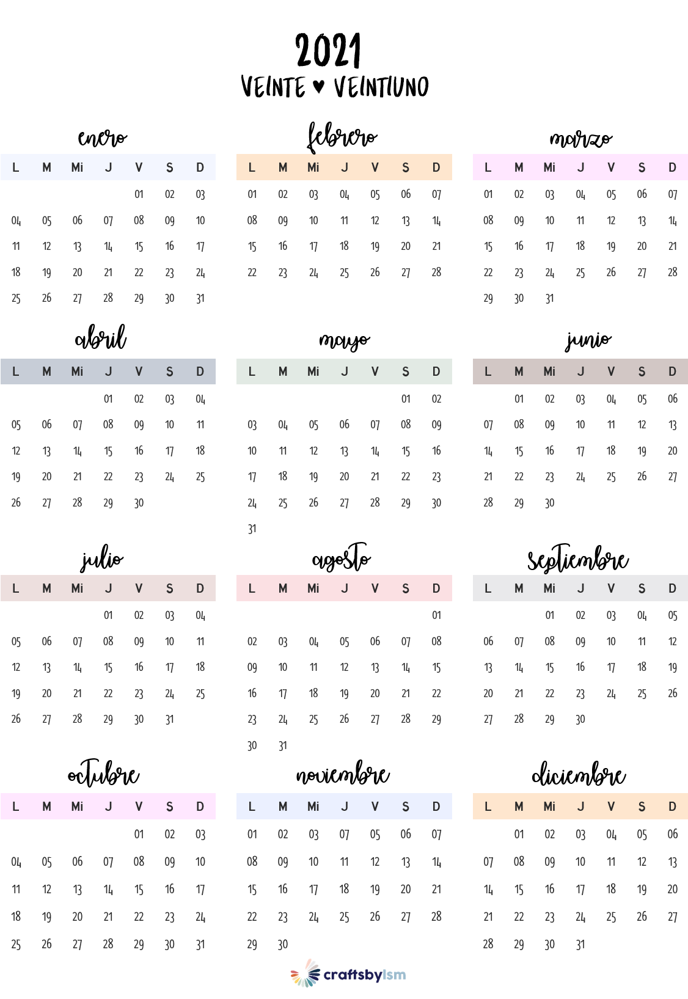 2021
VEINTE ♥ VEINTIUNO
enero
L M Mi J V S D
01 02 03
04 05 06 07 08 09 10
11 12 13 14 15 16 17
18 19 20 21 22 23 24
25 26 27 28 29 30 31
febrero
L M Mi J V S D
01 02 03 04 05 06 07
08 09 10 11 12 13 14
15 16 17 18 19 20 21
22 23 24 25 26 27 28
marzo
L M Mi J V S D
01 02 03 04 05 06 07
08 09 10 11 12 13 14
15 16 17 18 19 20 21
22 23 24 25 26 27 28
29 30 31
abril
L M Mi J V S D
01 02 03 04
05 06 07 08 09 10 11
12 13 14 15 16 17 18
19 20 21 22 23 24 25
26 27 28 29 30
mayo
L M Mi J V S D
01 02
03 04 05 06 07 08 09
10 11 12 13 14 15 16
17 18 19 20 21 22 23
24 25 26 27 28 29 30
31
junio
L M Mi J V S D
01 02 03 04 05 06
07 08 09 10 11 12 13
14 15 16 17 18 19 20
21 22 23 24 25 26 27
28 29 30
julio
L M Mi J V S D
01 02 03 04
05 06 07 08 09 10 11
12 13 14 15 16 17 18
19 20 21 22 23 24 25
26 27 28 29 30 31
agosto
L M Mi J V S D
01
02 03 04 05 06 07 08
09 10 11 12 13 14 15
16 17 18 19 20 21 22
23 24 25 26 27 28 29
30 31
septiembre
L M Mi J V S D
01 02 03 04 05
06 07 08 09 10 11 12
13 14 15 16 17 18 19
20 21 22 23 24 25 26
27 28 29 30
octubre
L M Mi J V S D
01 02 03
04 05 06 07 08 09 10
11 12 13 14 15 16 17
18 19 20 21 22 23 24
25 26 27 28 29 30 31
noviembre
L M Mi J V S D
01 02 03 07 05 06 07
08 09 10 11 12 13 14
15 16 17 18 19 20 21
22 23 24 25 26 27 28
29 30
diciembre
L M Mi J V S D
01 02 03 04 05 06
07 08 09 10 11 12 13
14 15 16 17 18 19 20
21 22 23 24 25 26 27
28 29 30 31
craftsbylsm